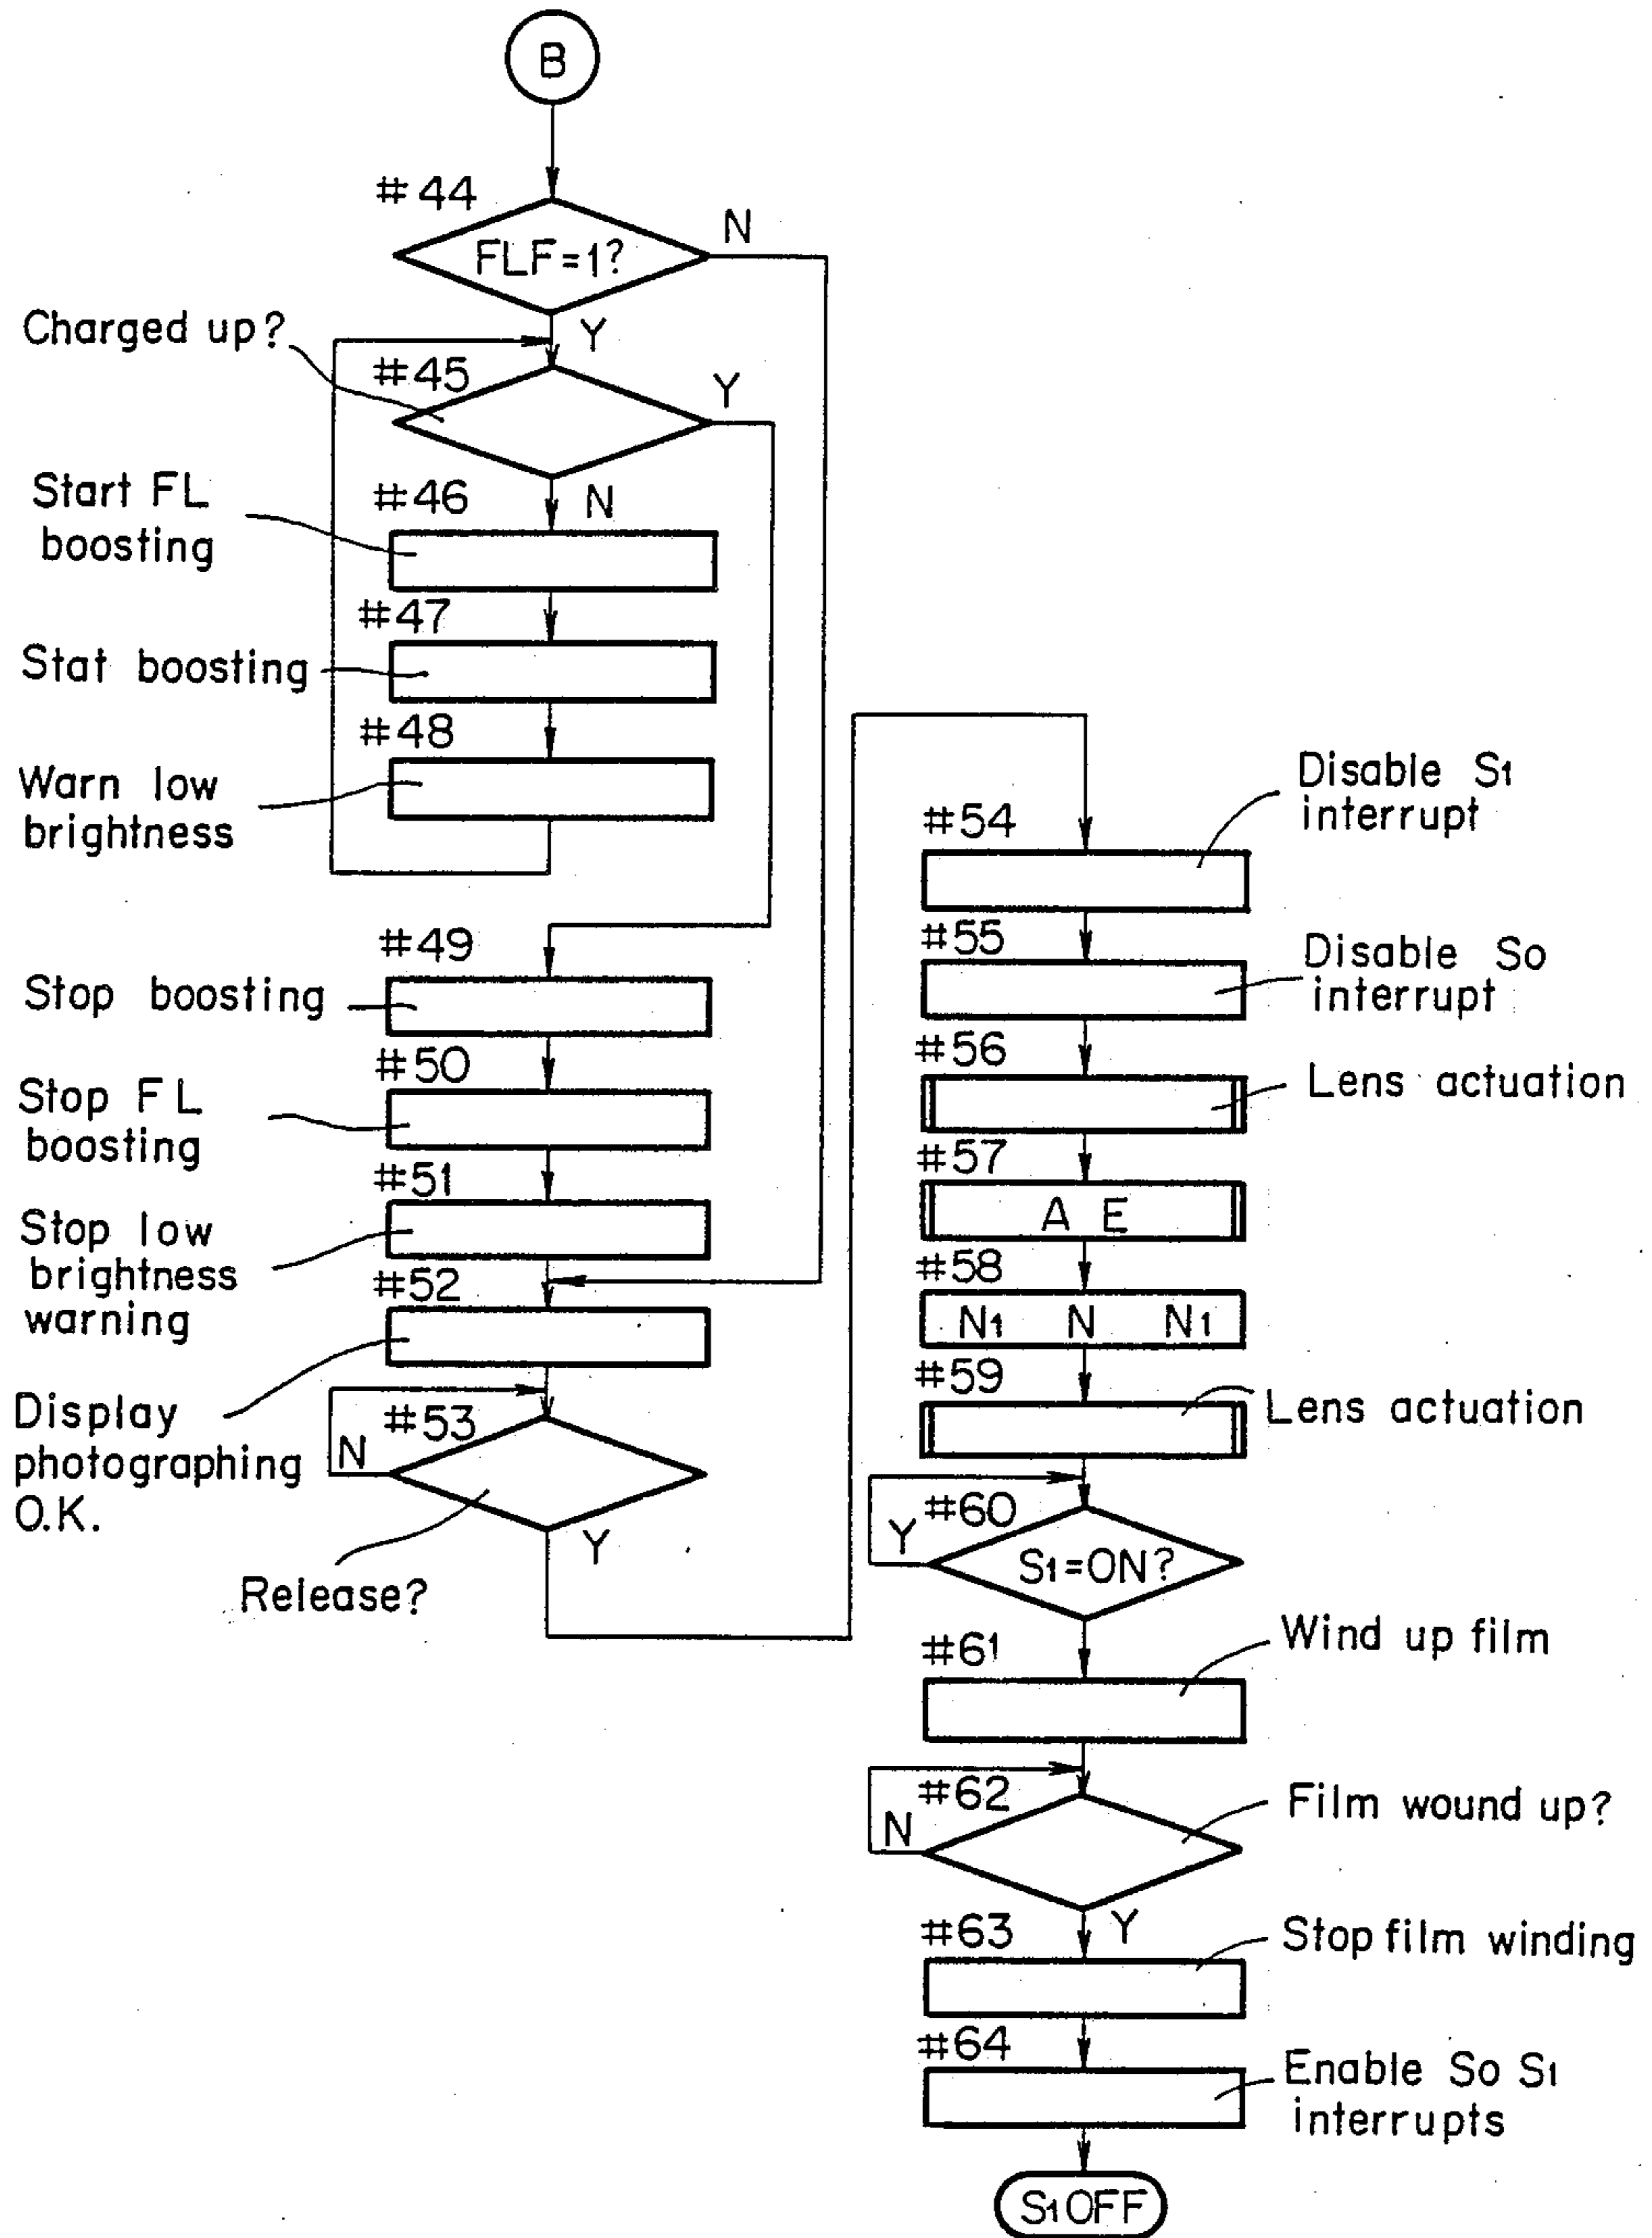 B
#44
FLF=1?
N
Y
Charged up?
#45
Y
N
Start FL
boosting
#46
#47
Stat boosting
#48
Warn low
brightness
#49
Stop boosting
#50
Stop FL
boosting
#51
Stop low
brightness
warning
#52
Display
photographing
O.K.
#53
N
Y
Release?
Disable S1
interrupt
#54
#55
Disable So
interrupt
#56
Lens actuation
#57
A E
#58
N1 N N1
#59
Lens actuation
#60
Y
S1=ON?
#61
Wind up film
#62
N
Film wound up?
Y
#63
Stop film winding
#64
Enable So S1
interrupts
S1 OFF